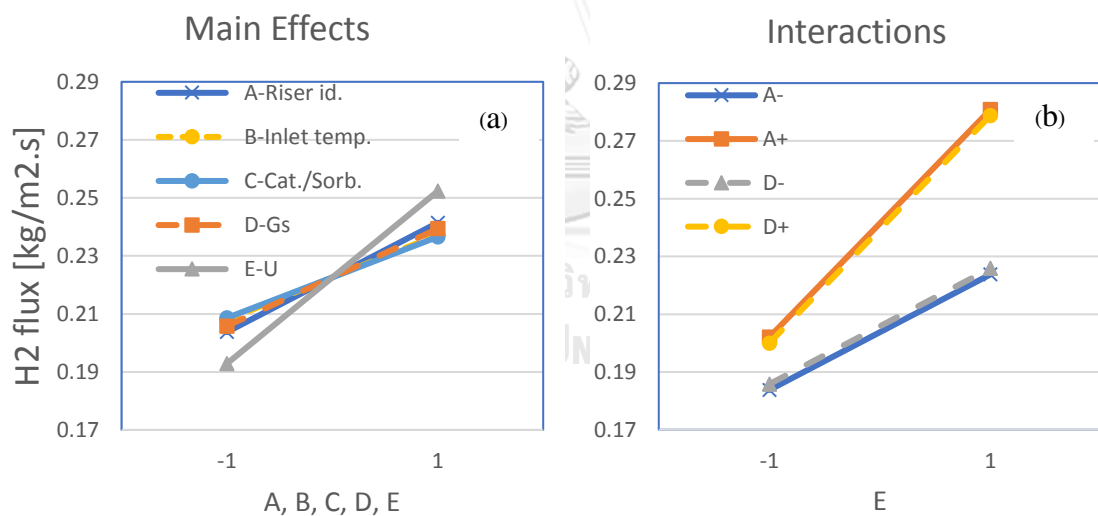 Main Effects
H2 flux [kg/m2.s]
0.29
0.27
0.25
0.23
0.21
0.19
0.17
A-Riser id.
B-Inlet temp.
C-Cat./Sorb.
D-Gs
E-U
(a)
-1 1
A, B, C, D, E
Interactions
0.29
0.27
0.25
0.23
0.21
0.19
0.17
A-
A+
D-
D+
(b)
-1 1
E